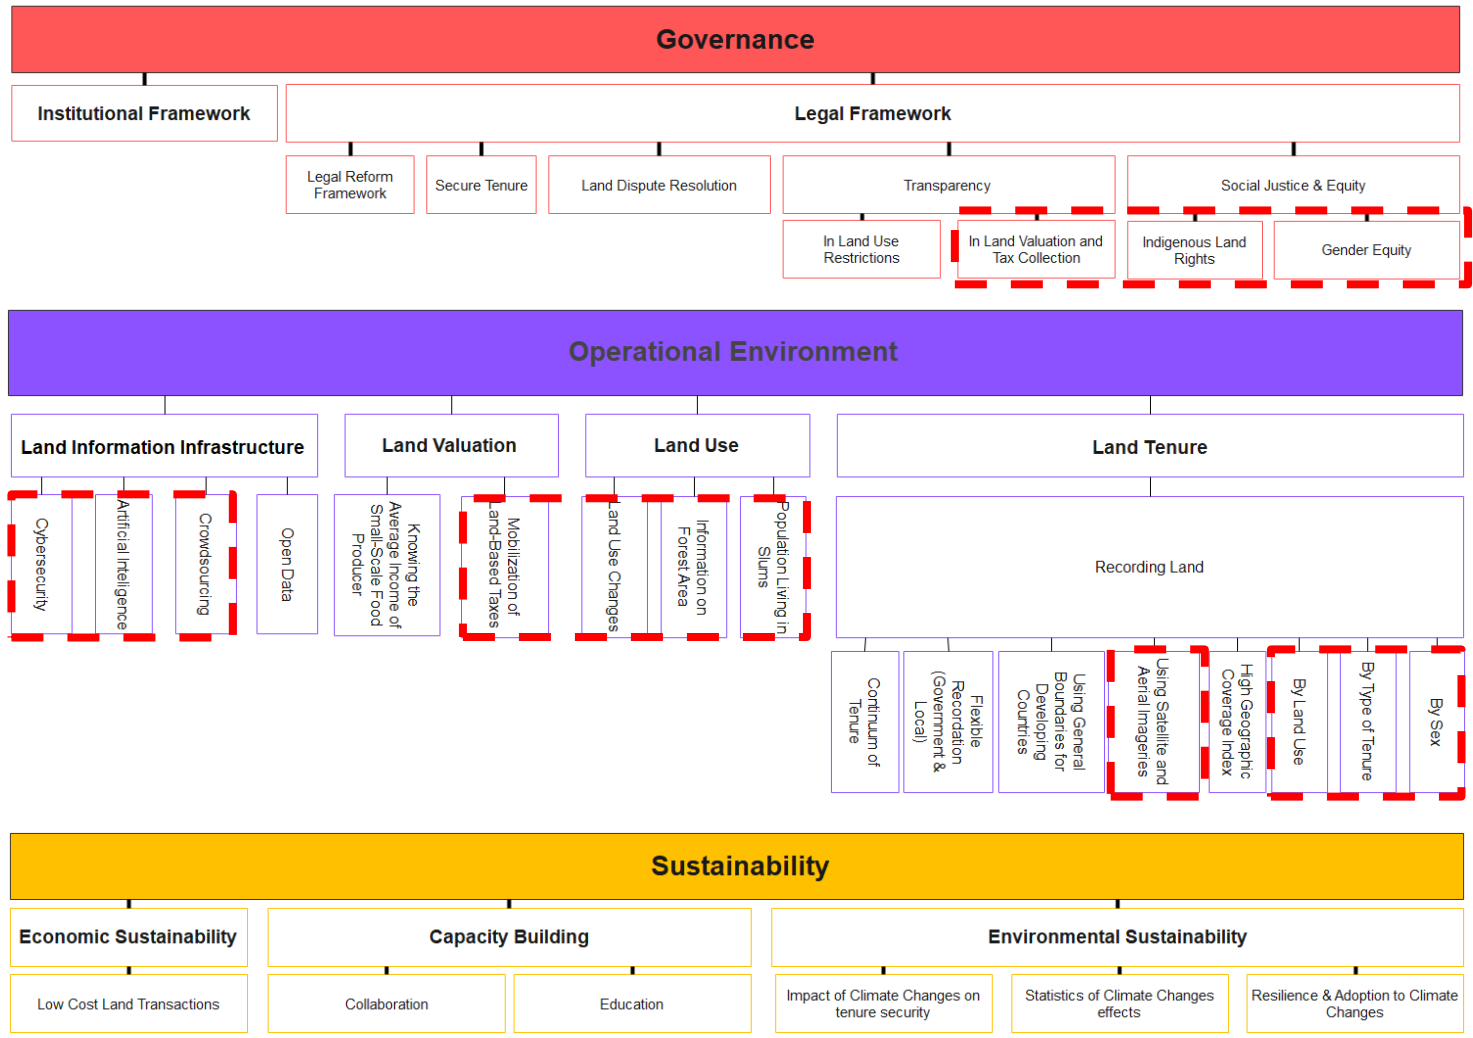 Governance
Institutional Framework
Legal Framework
Legal Reform
Framework
Secure Tenure
Land Dispute Resolution
Transparency
Social Justice & Equity
In Land Use
Restrictions
In Land Valuation and
Tax Collection
Indigenous Land
Rights
Gender Equity
Operational Environment
Land Information Infrastructure
Land Valuation
Land Use
Land Tenure
Cybersecurity
Artificial Inteligence
Crowdsourcing
Open Data
Knowing the
Average Income of
Small-Scale Food
Producer
Mobilization of
Land-Based Taxes
Land Use Changes
Information on
Forest Area
Population Living in
Slums
Recording Land
Continuum of
Tenure
Flexible
Recordation
(Government &
Local)
Using General
Boundaries for
Developing
Countries
Using Satellite and
Aerial Imageries
High Geographic
Coverage Index
By Land Use
By Type of Tenure
By Sex
Sustainability
Economic Sustainability
Capacity Building
Environmental Sustainability
Low Cost Land Transactions
Collaboration
Education
Impact of Climate Changes on
tenure security
Statistics of Climate Changes
effects
Resilience & Adoption to Climate
Changes